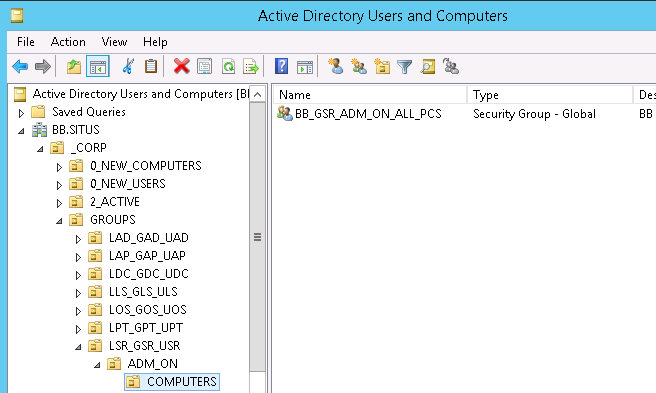 Active Directory Users and Computers
File Action View Help
Active Directory Users and Computers [B
Saved Queries
BB.SITUS
_CORP
0_NEW_COMPUTERS
0_NEW_USERS
2_ACTIVE
GROUPS
LAD_GAD_UAD
LAP_GAP_UAP
LDC_GDC_UDC
LLS_GLS_ULS
LOS_GOS_UOS
LPT_GPT_UPT
LSR_GSR_USR
ADM_ON
COMPUTERS
Name Type Des
BB_GSR_ADM_ON_ALL_PCS Security Group - Global BB